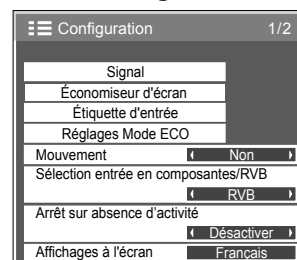 Configuration 1/2
Signal
Économiseur d'écran
Étiquette d'entrée
Réglages Mode ECO
Mouvement Non
Sélection entrée en composantes/RVB
RVB
Arrêt sur absence d'activité
Désactiver
Affichages à l'écran Français